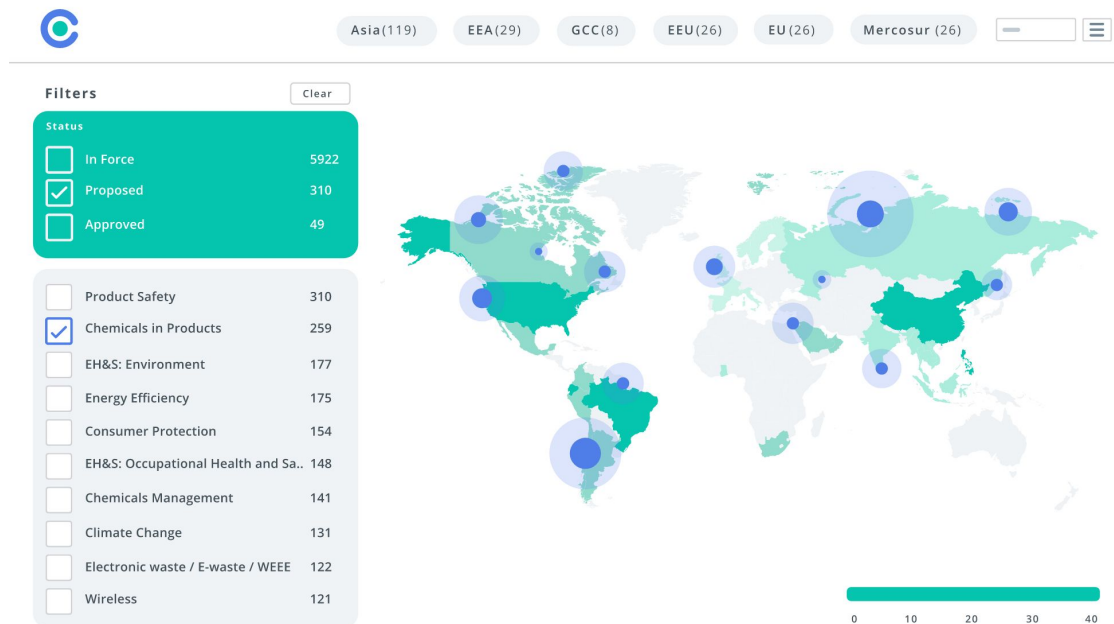 Asia(119) EEA(29) GCC(8) EEU(26) EU(26) Mercosur (26)
Filters Clear
Status
In Force 5922
Proposed 310
Approved 49
Product Safety 310
Chemicals in Products 259
EH&S: Environment 177
Energy Efficiency 175
Consumer Protection 154
EH&S: Occupational Health and Sa.. 148
Chemicals Management 141
Climate Change 131
Electronic waste / E-waste / WEEE 122
Wireless 121
0 10 20 30 40